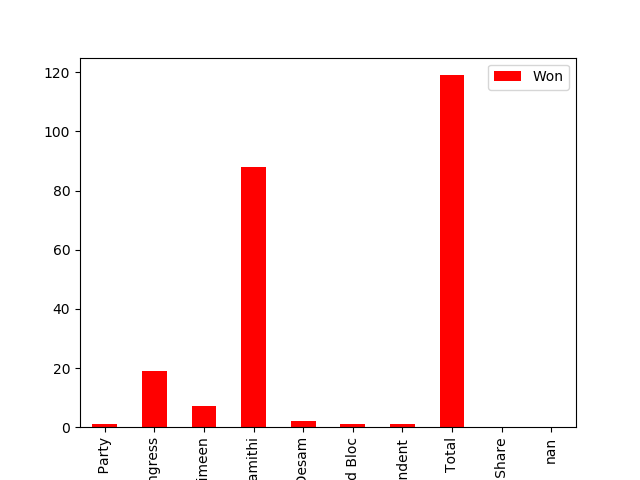 120
100
80
60
40
20
0
Won
Party
ngress
imeen
amithi
Desam
d Bloc
ndent
Total
Share
nan